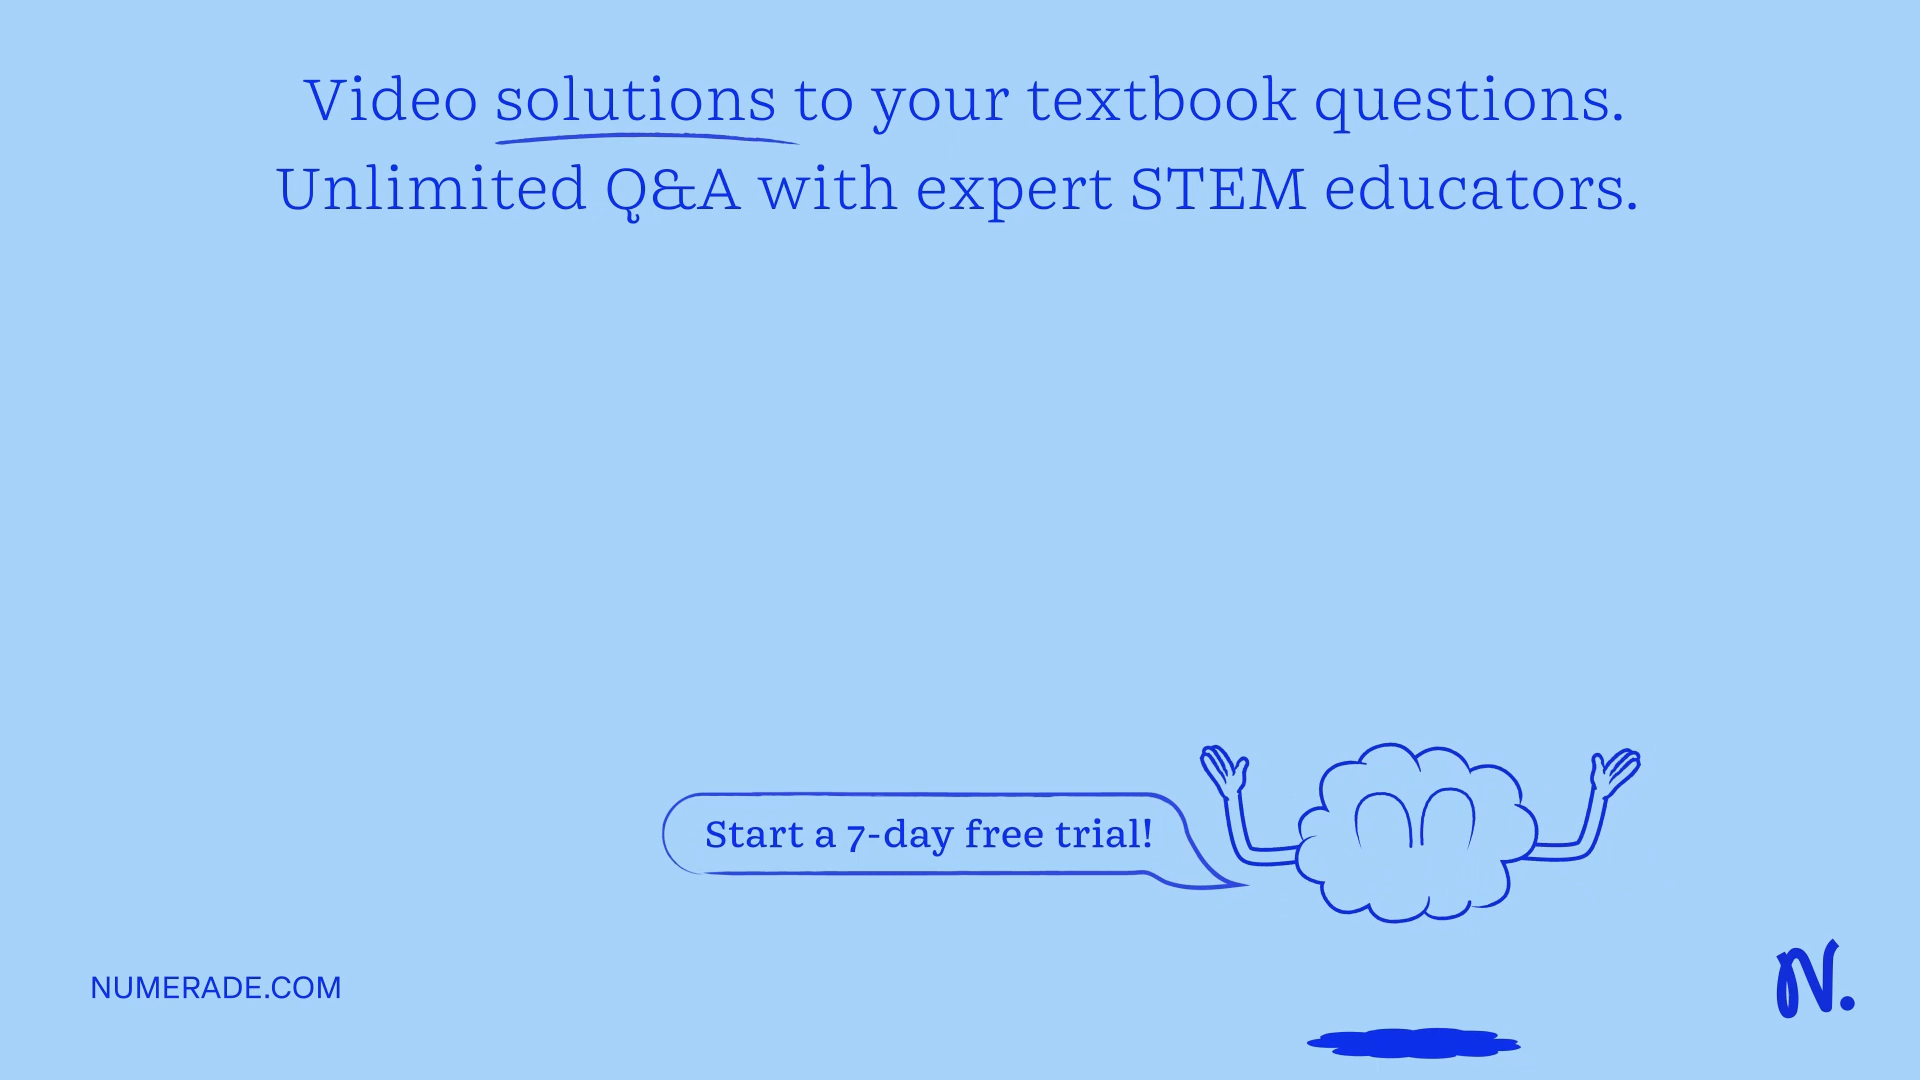 Video solutions to your textbook questions.
Unlimited Q&A with expert STEM educators.
Start a 7-day free trial!
NUMERADE.COM
N.